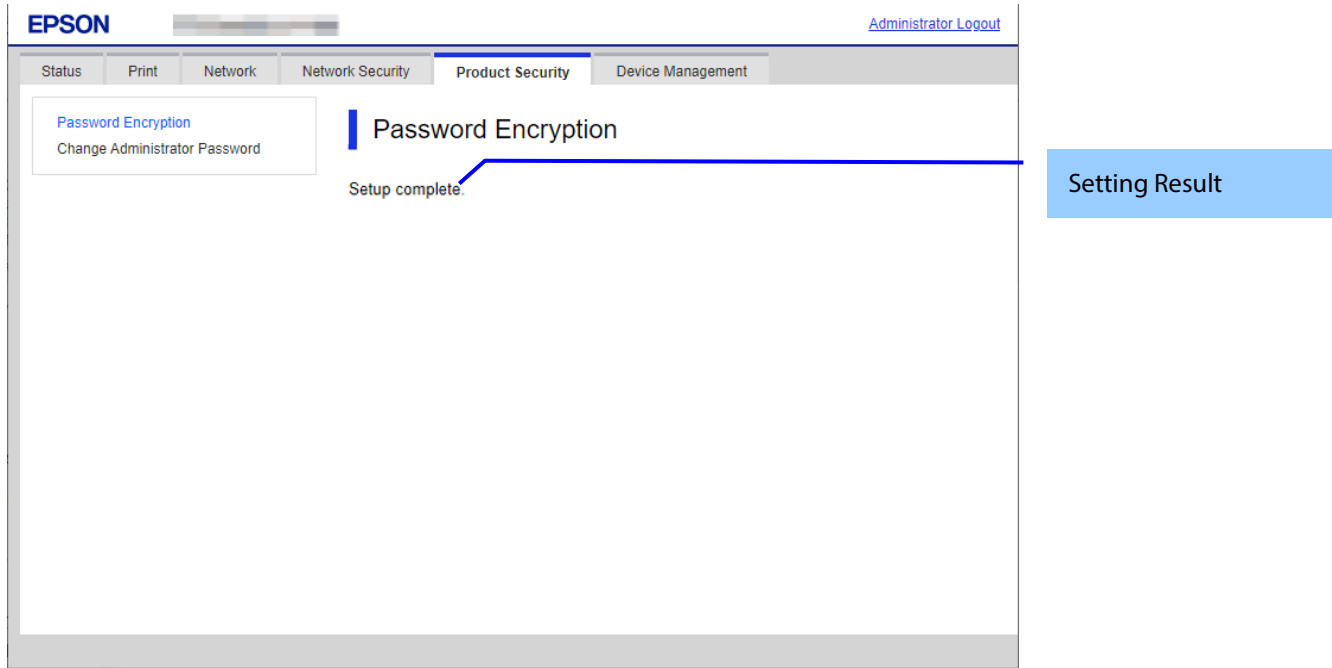 EPSON
Administrator Logout
Status Print Network Network Security Product Security Device Management
Password Encryption
Change Administrator Password
Password Encryption
Setup complete.
Setting Result